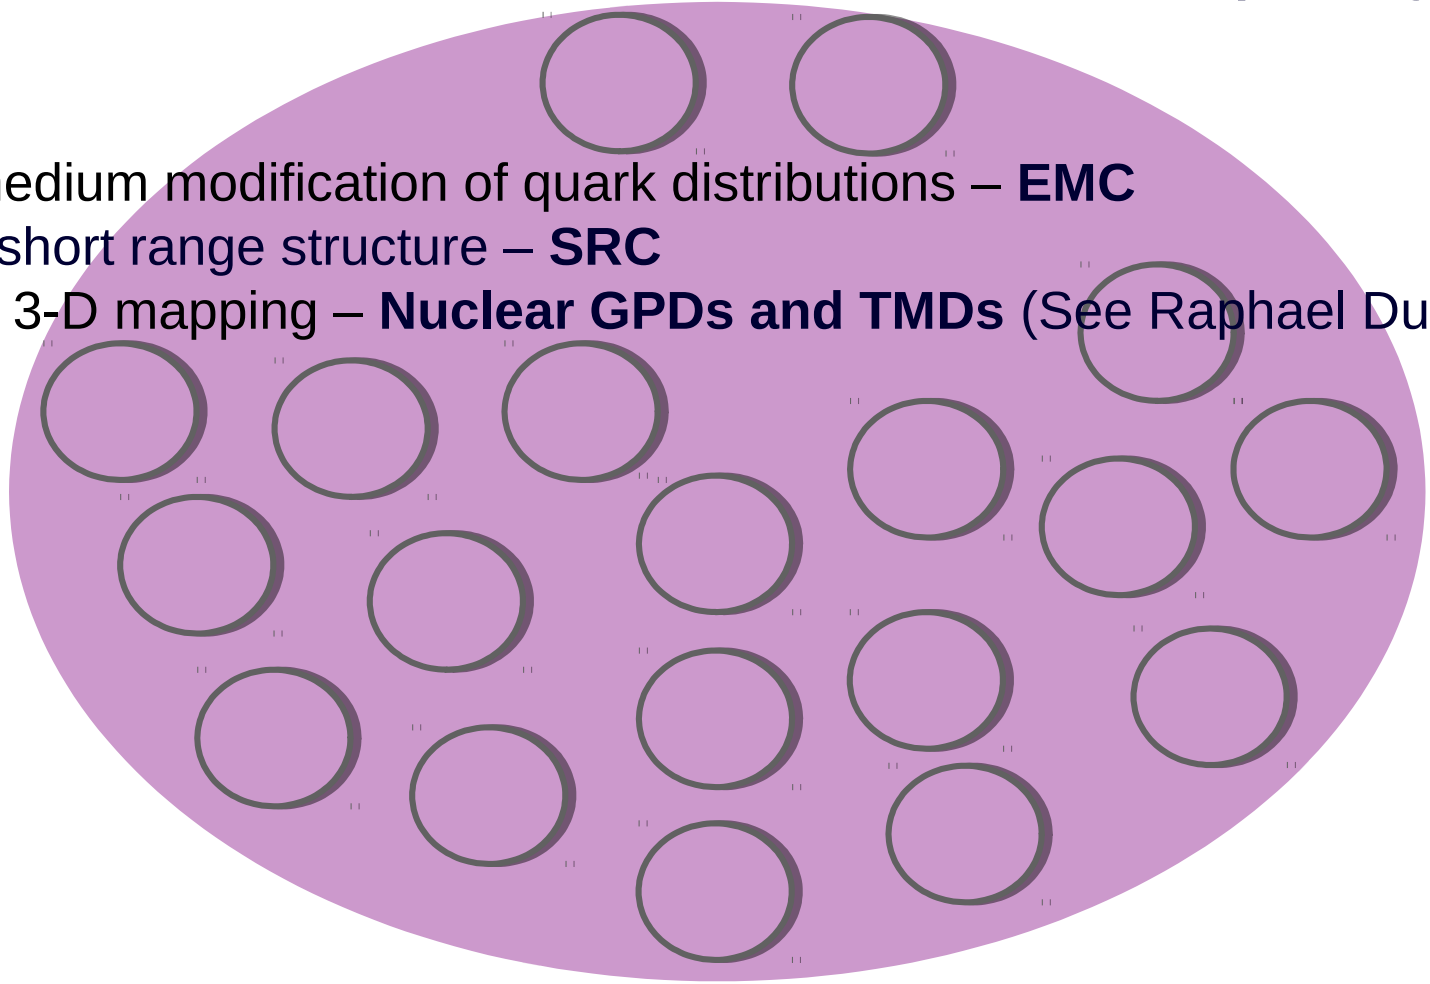 edium modification of quark distributions – EMC
short range structure – SRC
3-D mapping – Nuclear GPDs and TMDs (See Raphael Du